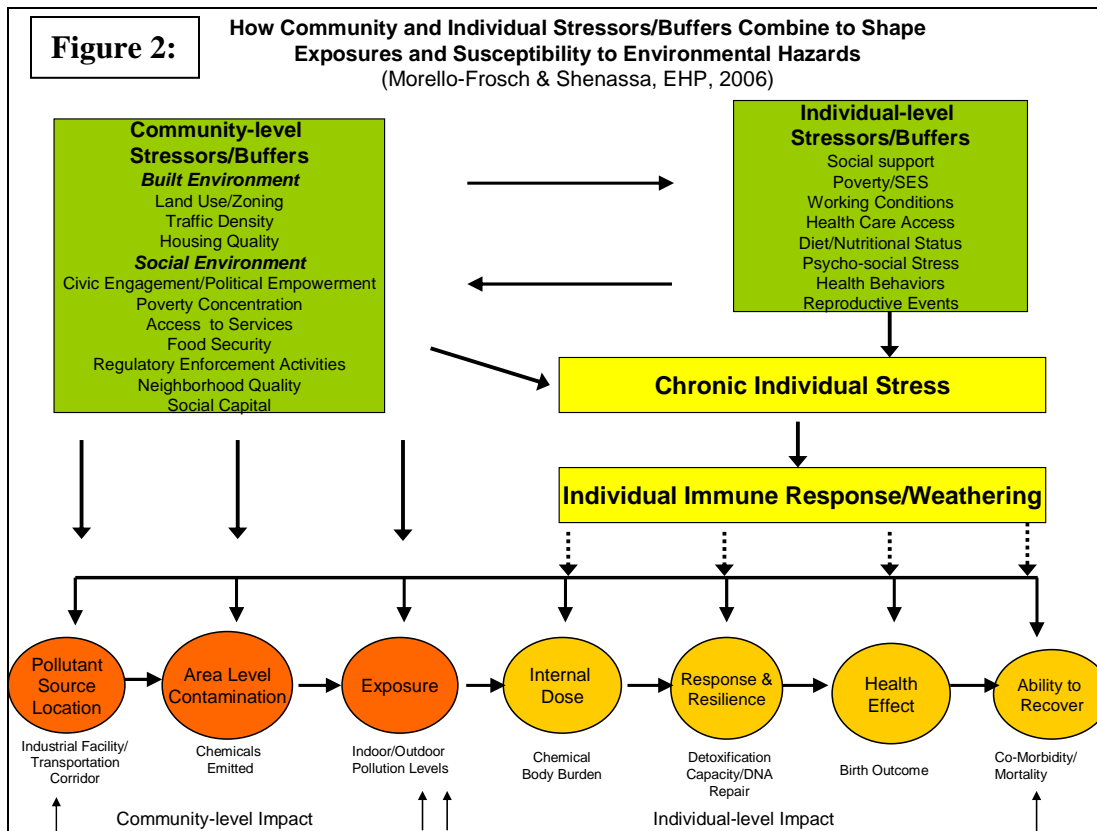 Figure 2:
How Community and Individual Stressors/Buffers Combine to Shape
Exposures and Susceptibility to Environmental Hazards
(Morello-Frosch & Shenassa, EHP, 2006)
Community-level
Stressors/Buffers
Built Environment
Land Use/Zoning
Traffic Density
Housing Quality
Social Environment
Civic Engagement/Political Empowerment
Poverty Concentration
Access to Services
Food Security
Regulatory Enforcement Activities
Neighborhood Quality
Social Capital
Individual-level
Stressors/Buffers
Social support
Poverty/SES
Working Conditions
Health Care Access
Diet/Nutritional Status
Psycho-social Stress
Health Behaviors
Reproductive Events
Chronic Individual Stress
Individual Immune Response/Weathering
Pollutant
Source
Location
Area Level
Contamination
Exposure
Internal
Dose
Response &
Resilience
Health
Effect
Ability to
Recover
Industrial Facility/
Transportation
Corridor
Chemicals
Emitted
Indoor/Outdoor
Pollution Levels
Chemical
Body Burden
Detoxification
Capacity/DNA
Repair
Birth Outcome
Co-Morbidity/
Mortality
Community-level Impact
Individual-level Impact